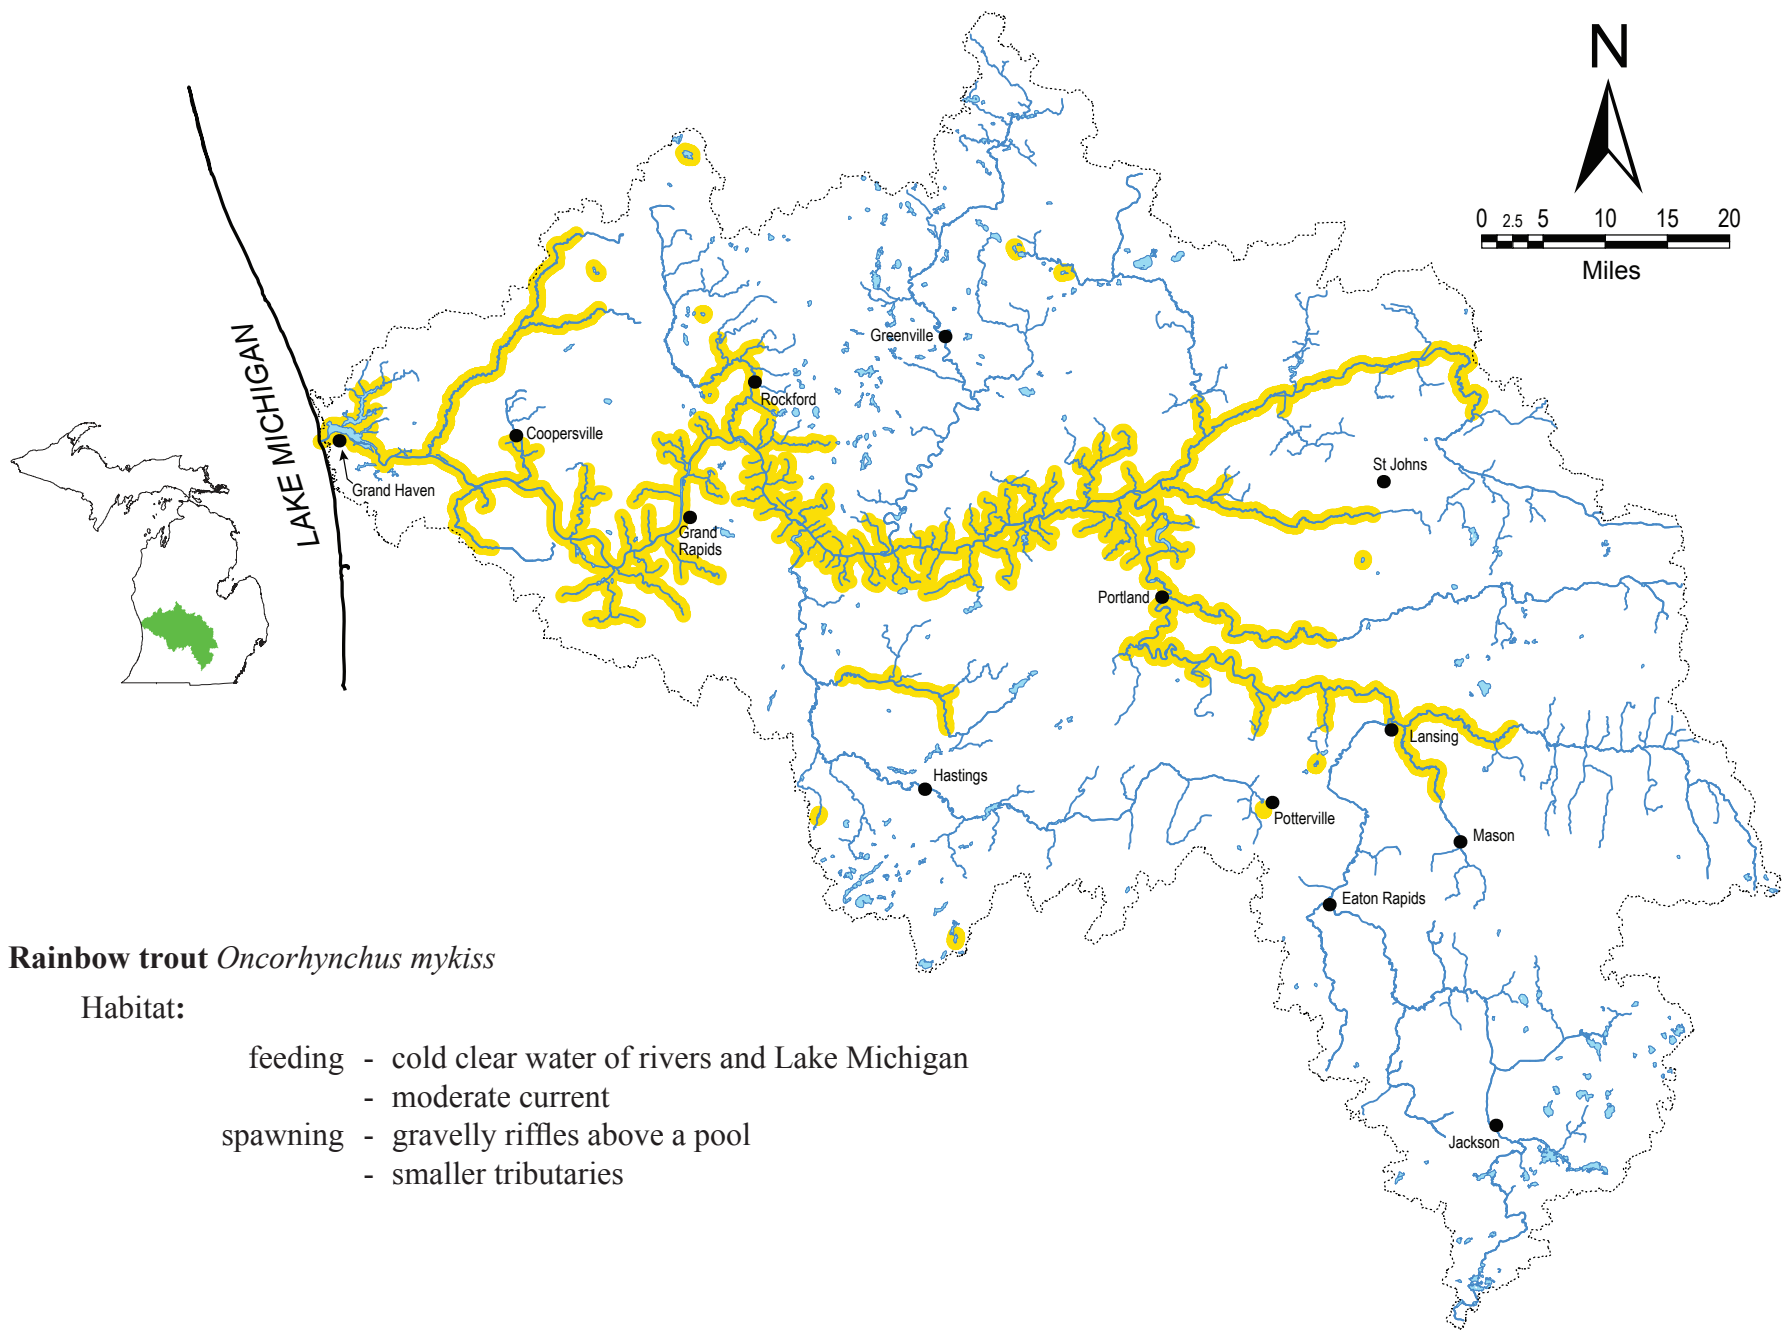 N
0 2.5 5 10 15 20
Miles
LAKE MICHIGAN
Greenville
Rockford
Coopersville
St Johns
Grand Haven
Grand
Rapids
Portland
Lansing
Hastings
Potterville
Mason
Eaton Rapids
Jackson
Rainbow trout Oncorhynchus mykiss
Habitat:
feeding - cold clear water of rivers and Lake Michigan
- moderate current
spawning - gravelly riffles above a pool
- smaller tributaries